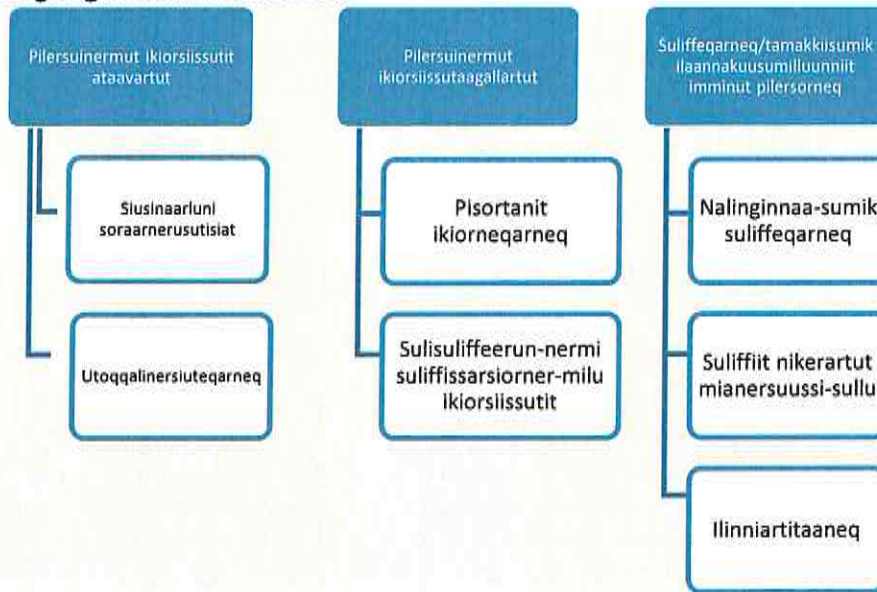 Pilersuinermut ikiorsiissutit
ataavartut
Siusinaarluni
soraarnerusutisiat
Utoqqalinersiuteqarneq
Pilersuinermut
ikiorsiissutaagallartut
Pisortanit
ikiorneqarneq
Sulisuliffeerun-nermi
suliffissarsiorner-milu
ikiorsiissutit
Suliffeqarneq/tamakkiisumik
ilaannakuusumilluunniit
imminut pilersorneq
Nalinginnaa-sumik
suliffeqarneq
Suliffiit nikerartut
mianersuussi-sullu
Ilinniartitaaneq